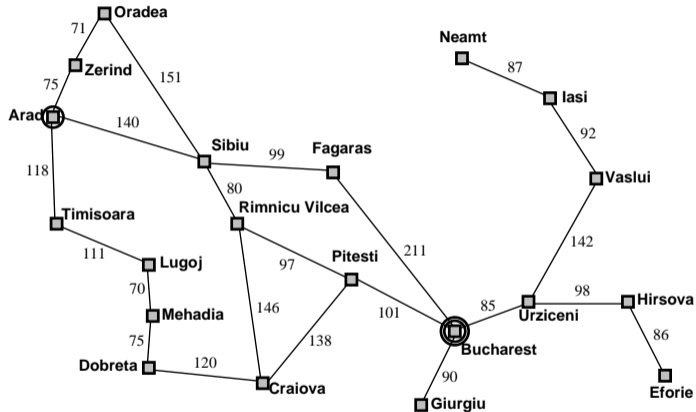 Oradea
71
Neamt
87
Zerind
151
75
Iasi
Arad
140
92
Sibiu
99
Fagaras
118
80
Vaslui
Timisoara
Rimnicu Vilcea
111
211
142
Lugoj
97
Pitesti
70
98
Hirsova
146
101
85
Urziceni
Mehadia
138
86
75
Bucharest
Dobreta
120
90
Craiova
Eforie
Giurgiu